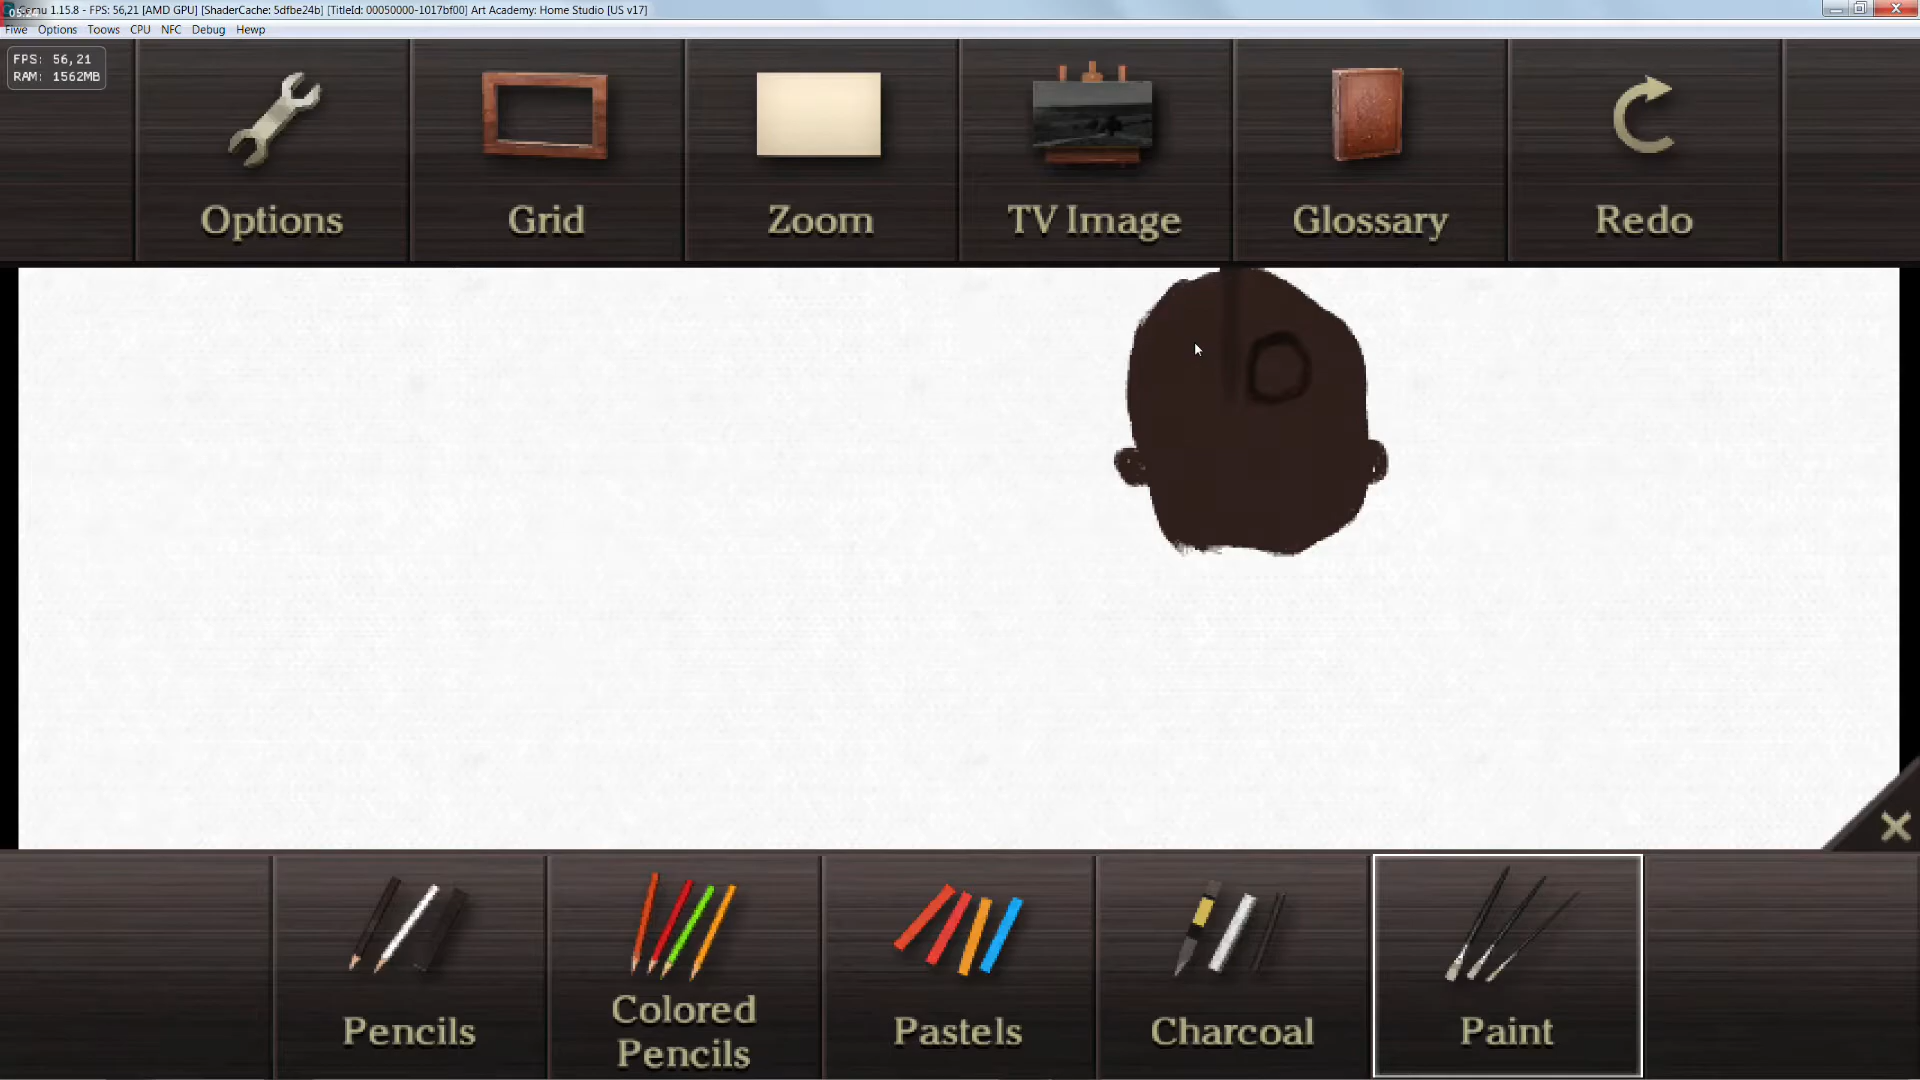 Cemu 1.15.8 - FPS: 56,21 [AMD GPU] [ShaderCache: 5dfbe24b] [TitleId: 00050000-1017bf00] Art Academy: Home Studio [US v17]
Fiwe Options Toows CPU NFC Debug Hewp
FPS: 56,21
RAM: 1562MB
Options
Grid
Zoom
TV Image
Glossary
Redo
Pencils
Colored
Pencils
Pastels
Charcoal
Paint